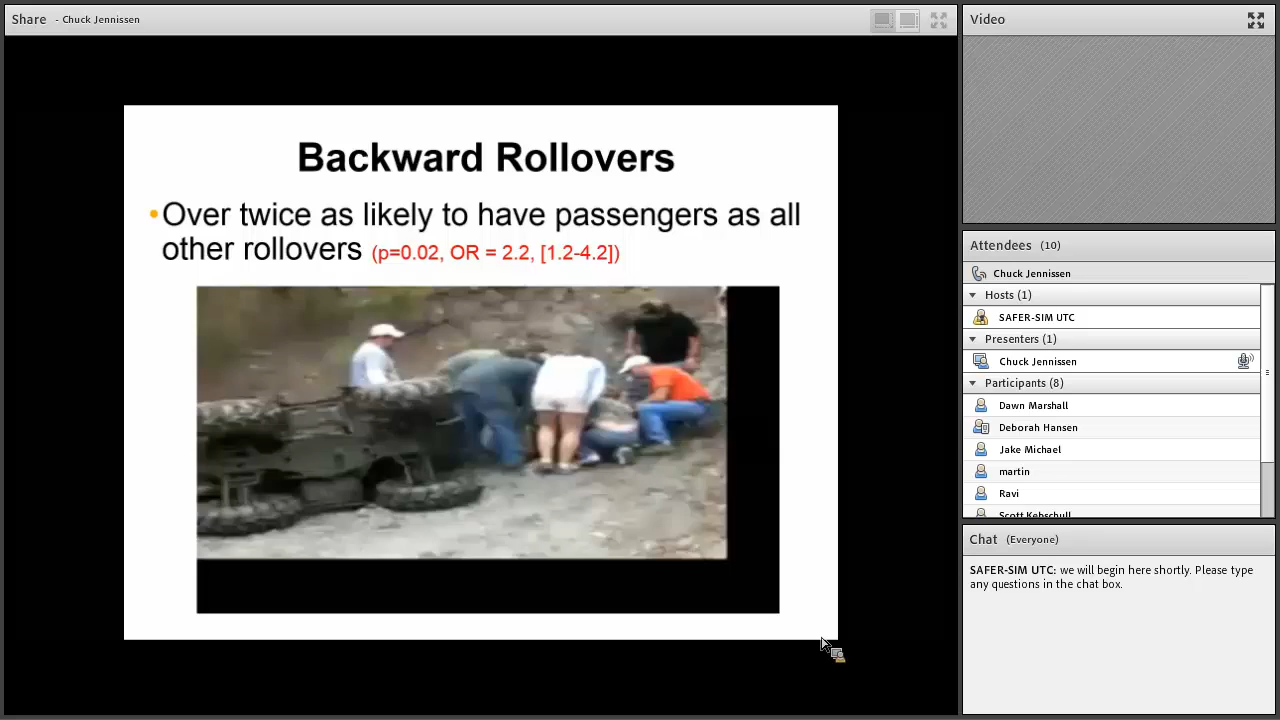 Share - Chuck Jennissen
Backward Rollovers
•Over twice as likely to have passengers as all
other rollovers (p=0.02, OR = 2.2, [1.2-4.2])
Video
Attendees (10)
Chuck Jennissen
Hosts (1)
SAFER-SIM UTC
Presenters (1)
Chuck Jennissen
Participants (8)
Dawn Marshall
Deborah Hansen
Jake Michael
martin
Ravi
Scott Kebschull
Chat (Everyone)
SAFER-SIM UTC: we will begin here shortly. Please type
any questions in the chat box.